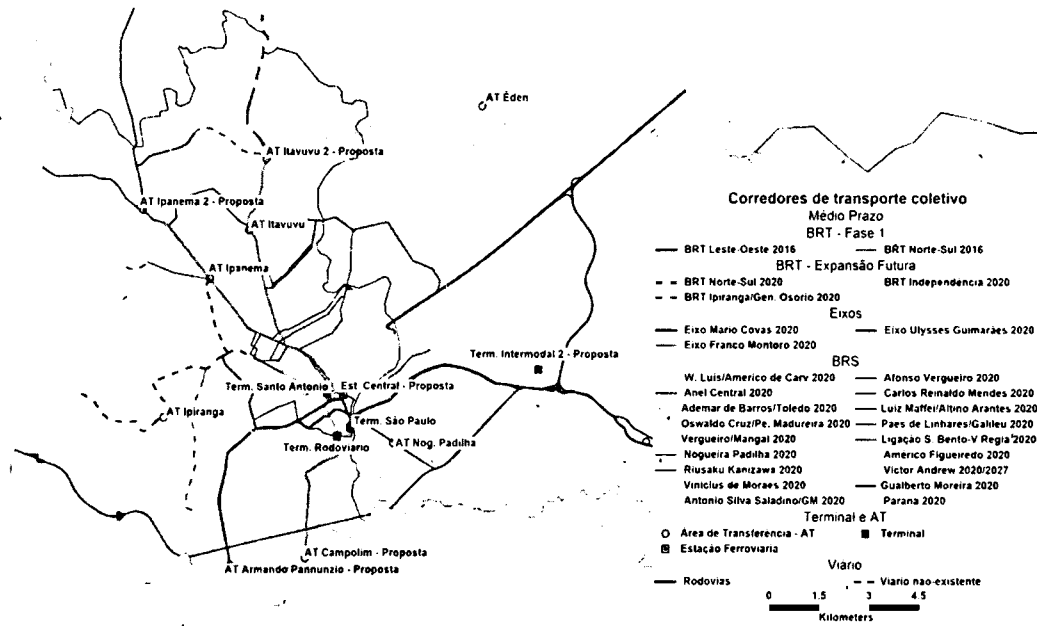 AT Éden
AT Itavuvu 2 - Proposta
AT Ipanema 2 - Proposta
AT Itavuvu
AT Ipanema
Term. Intermodal 2 - Proposta
Term. Santo Antonio
Est. Central - Proposta
AT Ipiranga
Term. São Paulo
AT Nog. Padilha
Term. Rodoviario
AT Campolim - Proposta
AT Armando Pannunzio - Proposta
Corredores de transporte coletivo
Médio Prazo
BRT - Fase 1
BRT Leste-Oeste 2016
BRT Norte-Sul 2016
BRT - Expansão Futura
BRT Norte-Sul 2020
BRT Independencia 2020
BRT Ipiranga/Gen. Osorio 2020
Eixos
Eixo Mario Covas 2020
Eixo Ulysses Guimarães 2020
Eixo Franco Montoro 2020
BRS
W. Luis/Americo de Carv 2020
Afonso Vergueiro 2020
Anel Central 2020
Carlos Reinaldo Mendes 2020
Ademar de Barros/Toledo 2020
Luiz Maffei/Altino Arantes 2020
Oswaldo Cruz/Pe. Madureira 2020
Paes de Linhares/Galileu 2020
Vergueiro/Mangal 2020
Ligação S. Bento-V Regia 2020
Nogueira Padilha 2020
Américo Figueiredo 2020
Riusaku Kanizawa 2020
Victor Andrew 2020/2027
Vinicius de Moraes 2020
Gualberto Moreira 2020
Antonio Silva Saladino/GM 2020
Parana 2020
Terminal e AT
Área de Transferência - AT
Terminal
Estação Ferroviaria
Viário
Rodovias
Viario nao-existente
0 1.5 3 4.5
Kilometers